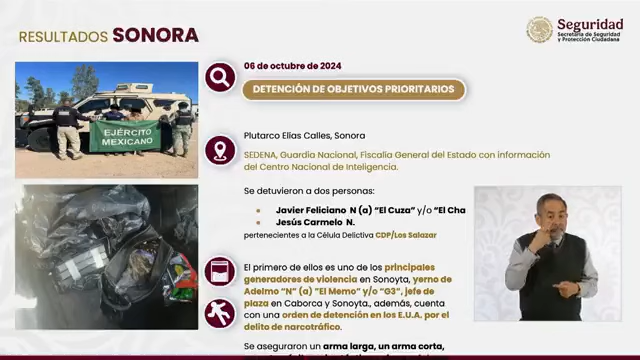 RESULTADOS SONORA
Seguridad
Secretaría de Seguridad
y Protección Ciudadana
06 de octubre de 2024
DETENCIÓN DE OBJETIVOS PRIORITARIOS
EJÉRCITO
MEXICANO
Plutarco Elías Calles, Sonora
SEDENA, Guardia Nacional, Fiscalía General del Estado con información
del Centro Nacional de Inteligencia.
Se detuvieron a dos personas:
Javier Feliciano N (a) “El Cuza” y/o “El Cha
Jesús Carmelo N.
pertenecientes a la Célula Delictiva CDP/Los Salazar
El primero de ellos es uno de los principales
generadores de violencia en Sonoyta, yerno de
Adelmo “N” (a) “El Memo” y/o “G3”, jefe de
plaza en Caborca y Sonoyta., además, cuenta
con una orden de detención en los E.U.A. por el
delito de narcotráfico.
Se aseguraron un arma larga, un arma corta,